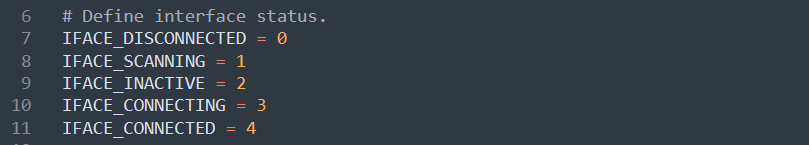 6 # Define interface status.
7 IFACE_DISCONNECTED = 0
8 IFACE_SCANNING = 1
9 IFACE_INACTIVE = 2
10 IFACE_CONNECTING = 3
11 IFACE_CONNECTED = 4